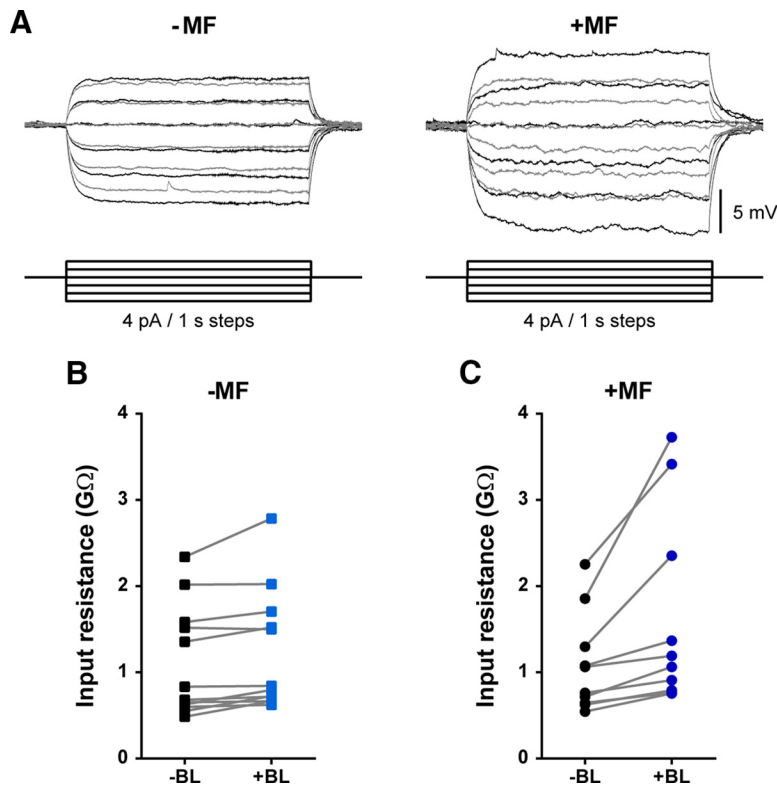 A
-MF
+MF
5 mV
4 pA / 1 s steps
4 pA / 1 s steps
B
-MF
Input resistance (GΩ)
4
3
2
1
0
-BL
+BL
C
+MF
Input resistance (GΩ)
4
3
2
1
0
-BL
+BL